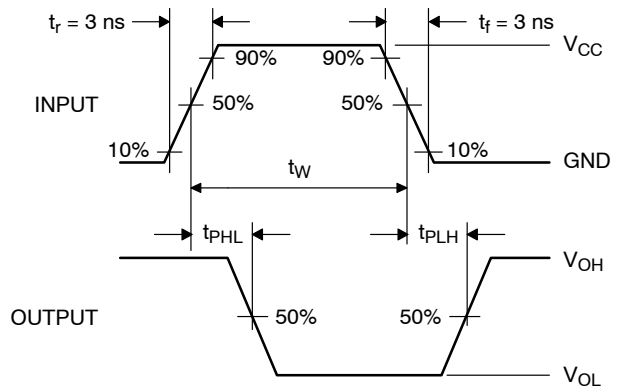 tr = 3 ns
tf = 3 ns
VCC
90%
90%
INPUT
50%
50%
10%
10%
GND
tW
tPHL
tPLH
VOH
OUTPUT
50%
50%
VOL